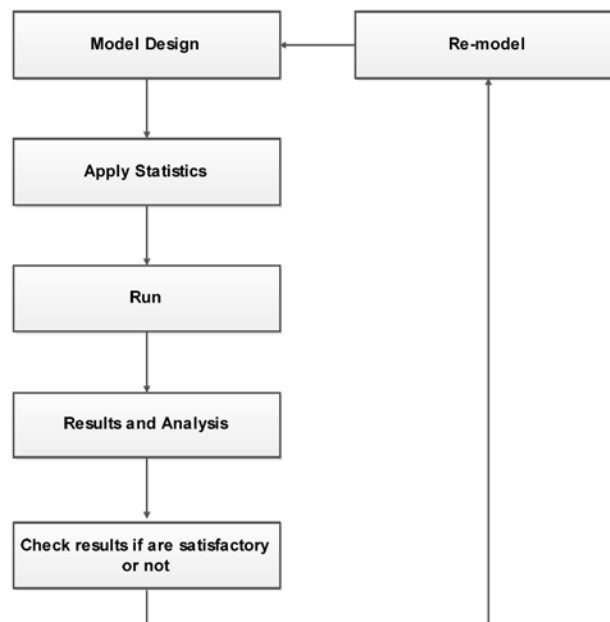 Model Design
Re-model
Apply Statistics
Run
Results and Analysis
Check results if are satisfactory
or not